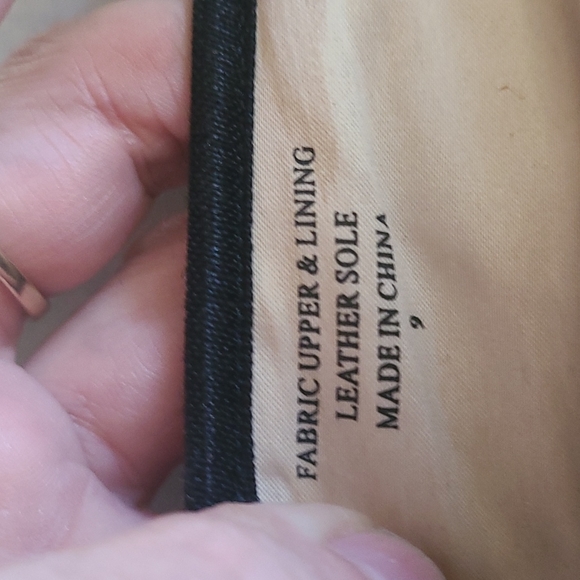 FABRIC UPPER & LINING
LEATHER SOLE
MADE IN CHINA
9